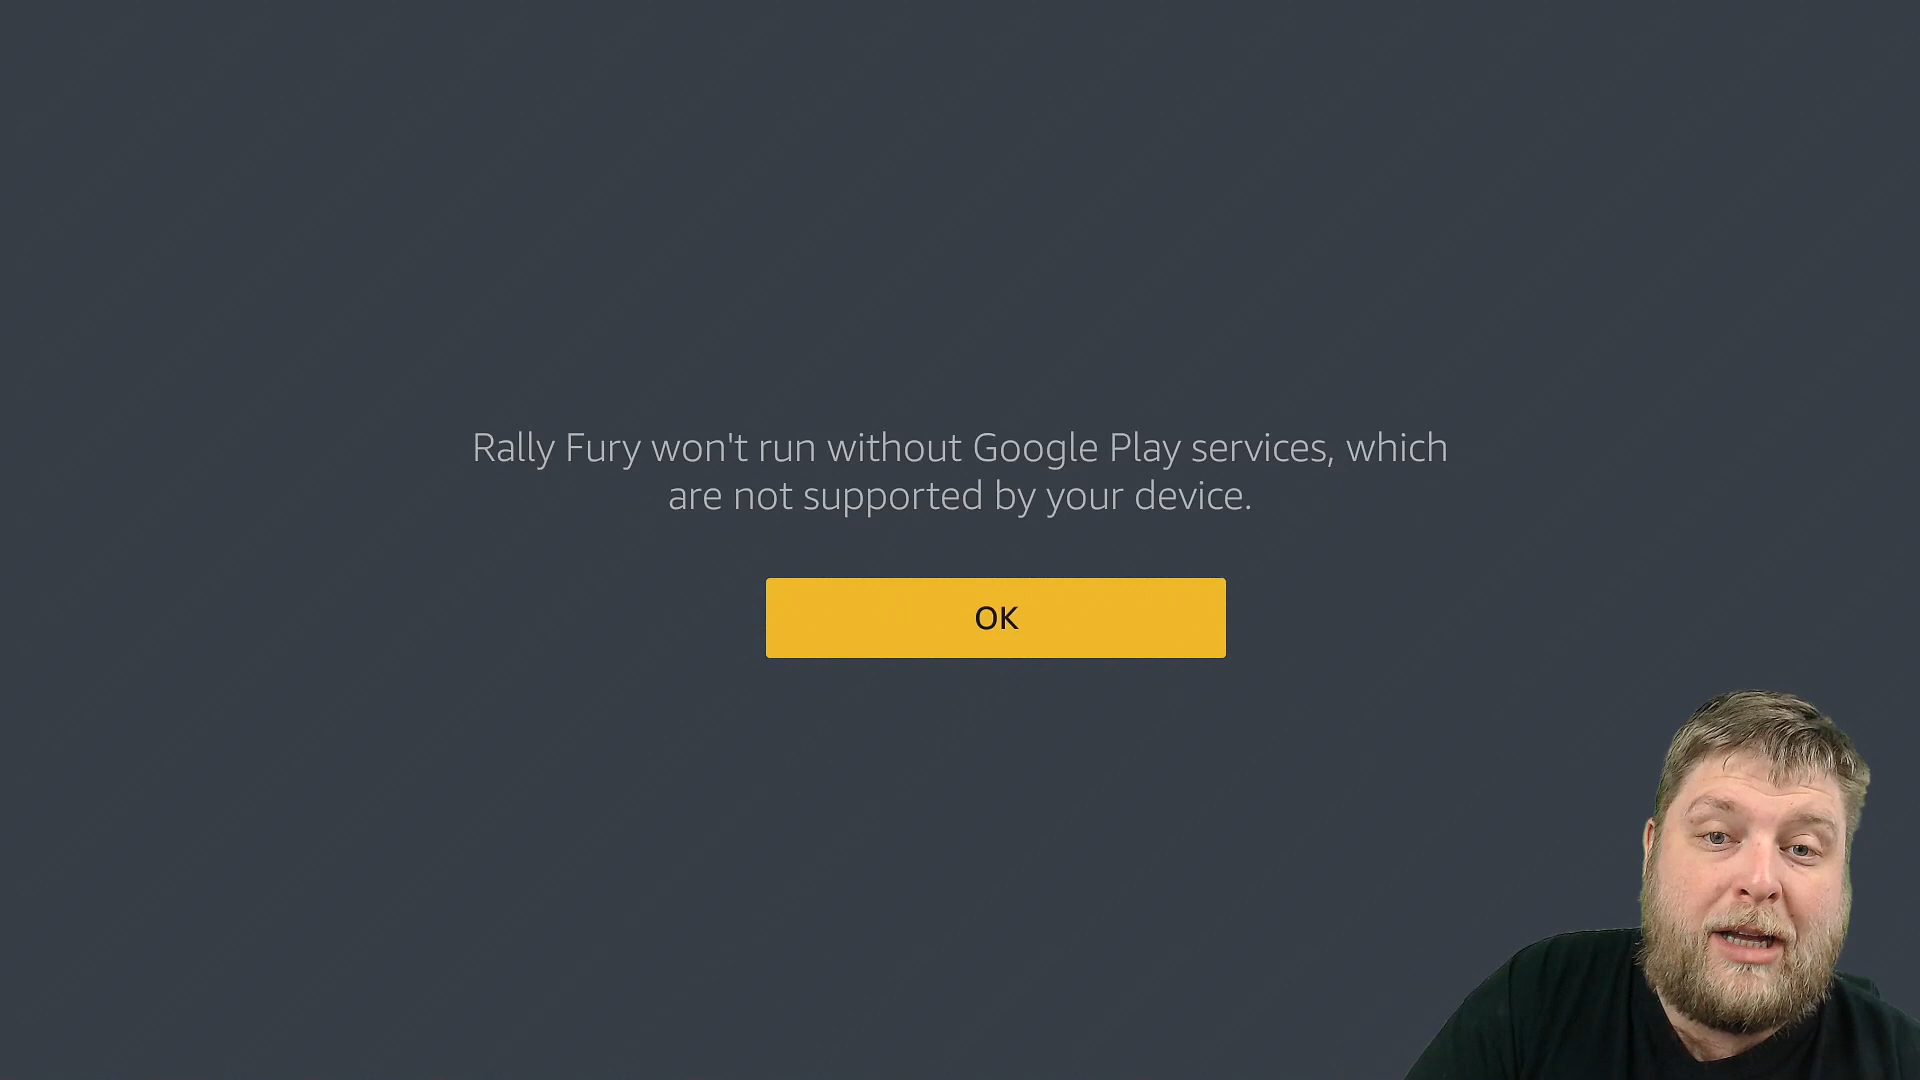 Rally Fury won't run without Google Play services, which
are not supported by your device.
OK